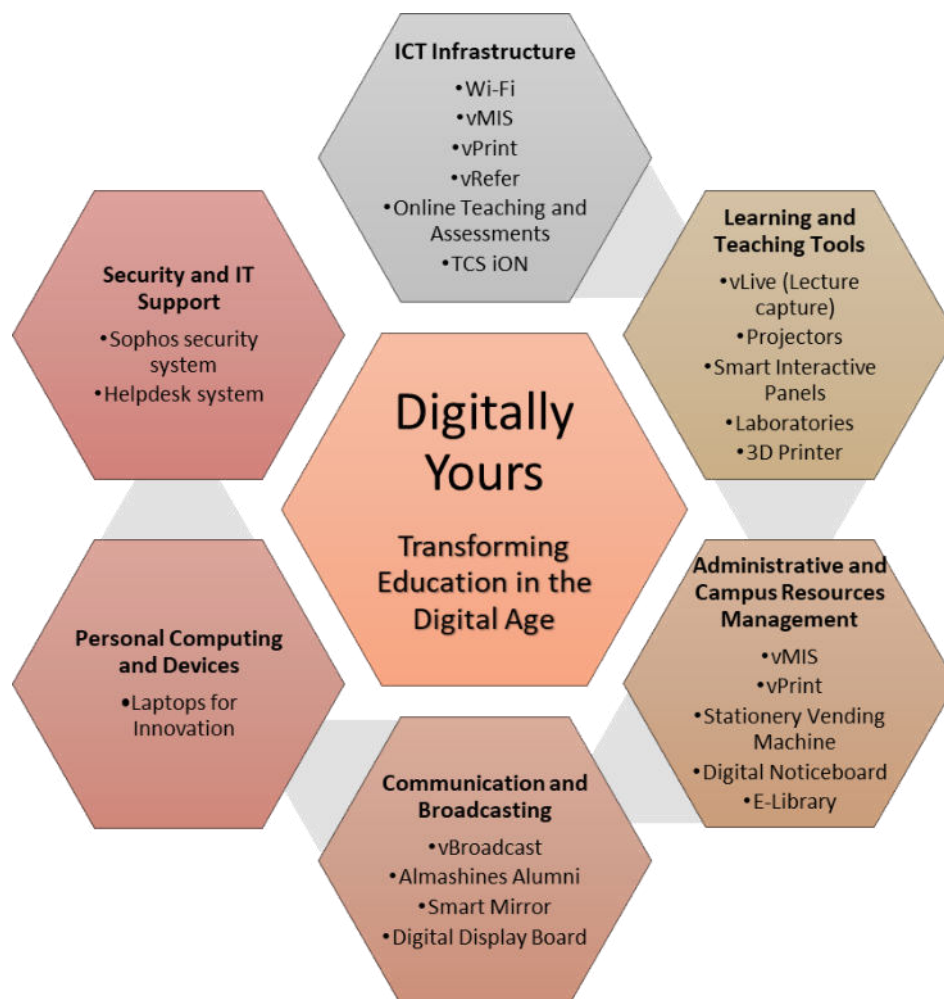 ICT Infrastructure
•Wi-Fi
•vMIS
•vPrint
•vRefer
•Online Teaching and
Assessments
•TCS iON
Learning and
Teaching Tools
•vLive (Lecture
capture)
•Projectors
•Smart Interactive
Panels
•Laboratories
•3D Printer
Administrative and
Campus Resources
Management
•vMIS
•vPrint
•Stationery Vending
Machine
•Digital Noticeboard
•E-Library
Communication and
Broadcasting
•vBroadcast
•Almashines Alumni
•Smart Mirror
•Digital Display Board
Personal Computing
and Devices
•Laptops for
Innovation
Security and IT
Support
•Sophos security
system
•Helpdesk system
Digitally
Yours
Transforming
Education in the
Digital Age